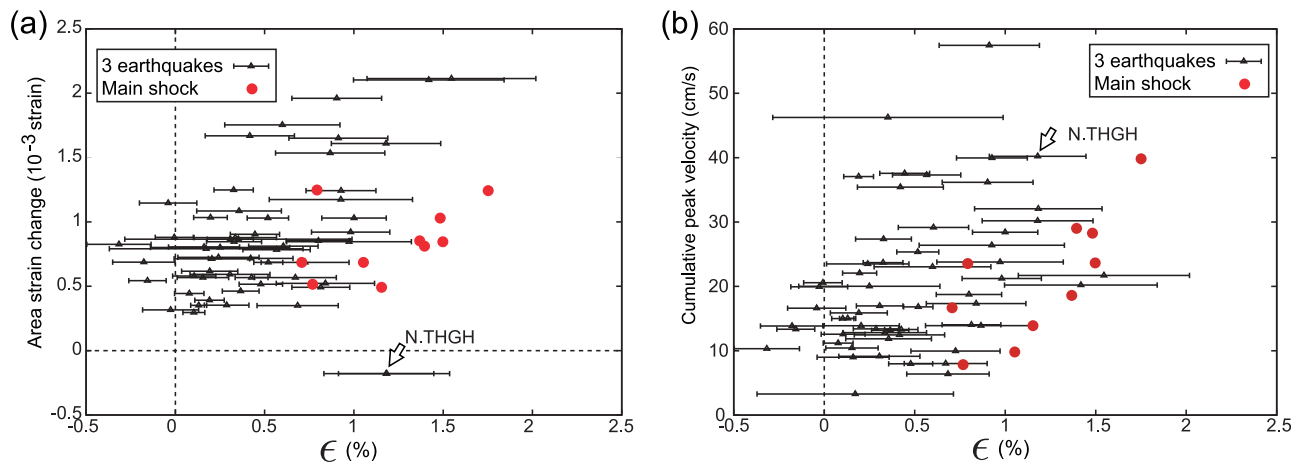 (a)
2.5
2
1.5
1
0.5
0
-0.5
Area strain change (10⁻³ strain)
3 earthquakes
Main shock
N.THGH
-0.5
0
0.5
1
1.5
2
2.5
ϵ (%)
(b)
60
50
40
30
20
10
0
Cumulative peak velocity (cm/s)
3 earthquakes
Main shock
N.THGH
-0.5
0
0.5
1
1.5
2
2.5
ϵ (%)